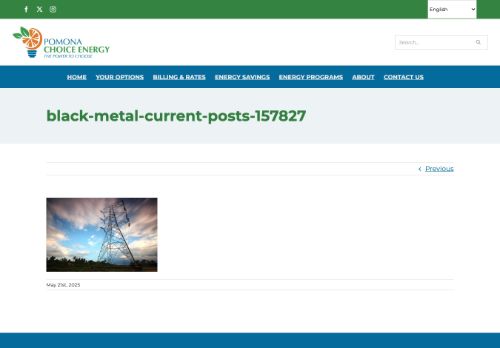 English
POMONA
CHOICE ENERGY
THE POWER TO CHOOSE
Search...
HOME YOUR OPTIONS BILLING & RATES ENERGY SAVINGS ENERGY PROGRAMS ABOUT CONTACT US
black-metal-current-posts-157827
Previous
May 21st, 2025